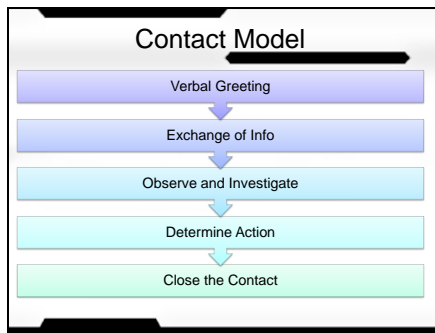 Contact Model
Verbal Greeting
Exchange of Info
Observe and Investigate
Determine Action
Close the Contact